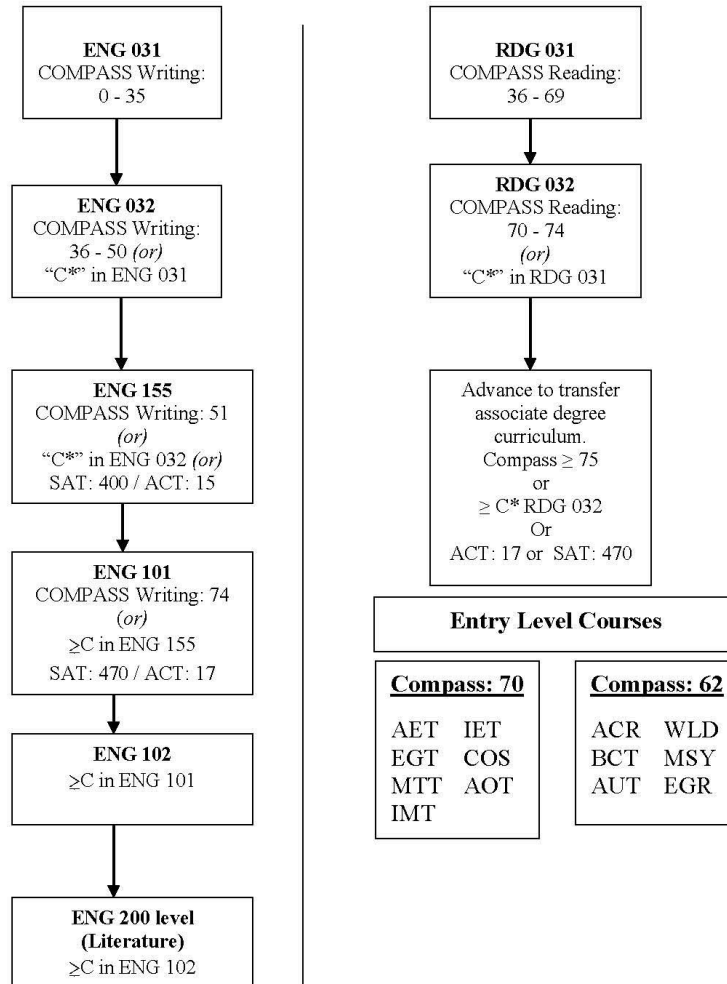 ENG 031
COMPASS Writing:
0 - 35
ENG 032
COMPASS Writing:
36 - 50 (or)
“C*” in ENG 031
ENG 155
COMPASS Writing: 51
(or)
“C*” in ENG 032 (or)
SAT: 400 / ACT: 15
ENG 101
COMPASS Writing: 74
(or)
≥C in ENG 155
SAT: 470 / ACT: 17
ENG 102
≥C in ENG 101
ENG 200 level
(Literature)
≥C in ENG 102
RDG 031
COMPASS Reading:
36 - 69
RDG 032
COMPASS Reading:
70 - 74
(or)
“C*” in RDG 031
Advance to transfer
associate degree
curriculum.
Compass ≥ 75
or
≥ C* RDG 032
Or
ACT: 17 or SAT: 470
Entry Level Courses
Compass: 70
AET IET
EGT COS
MTT AOT
IMT
Compass: 62
ACR WLD
BCT MSY
AUT EGR